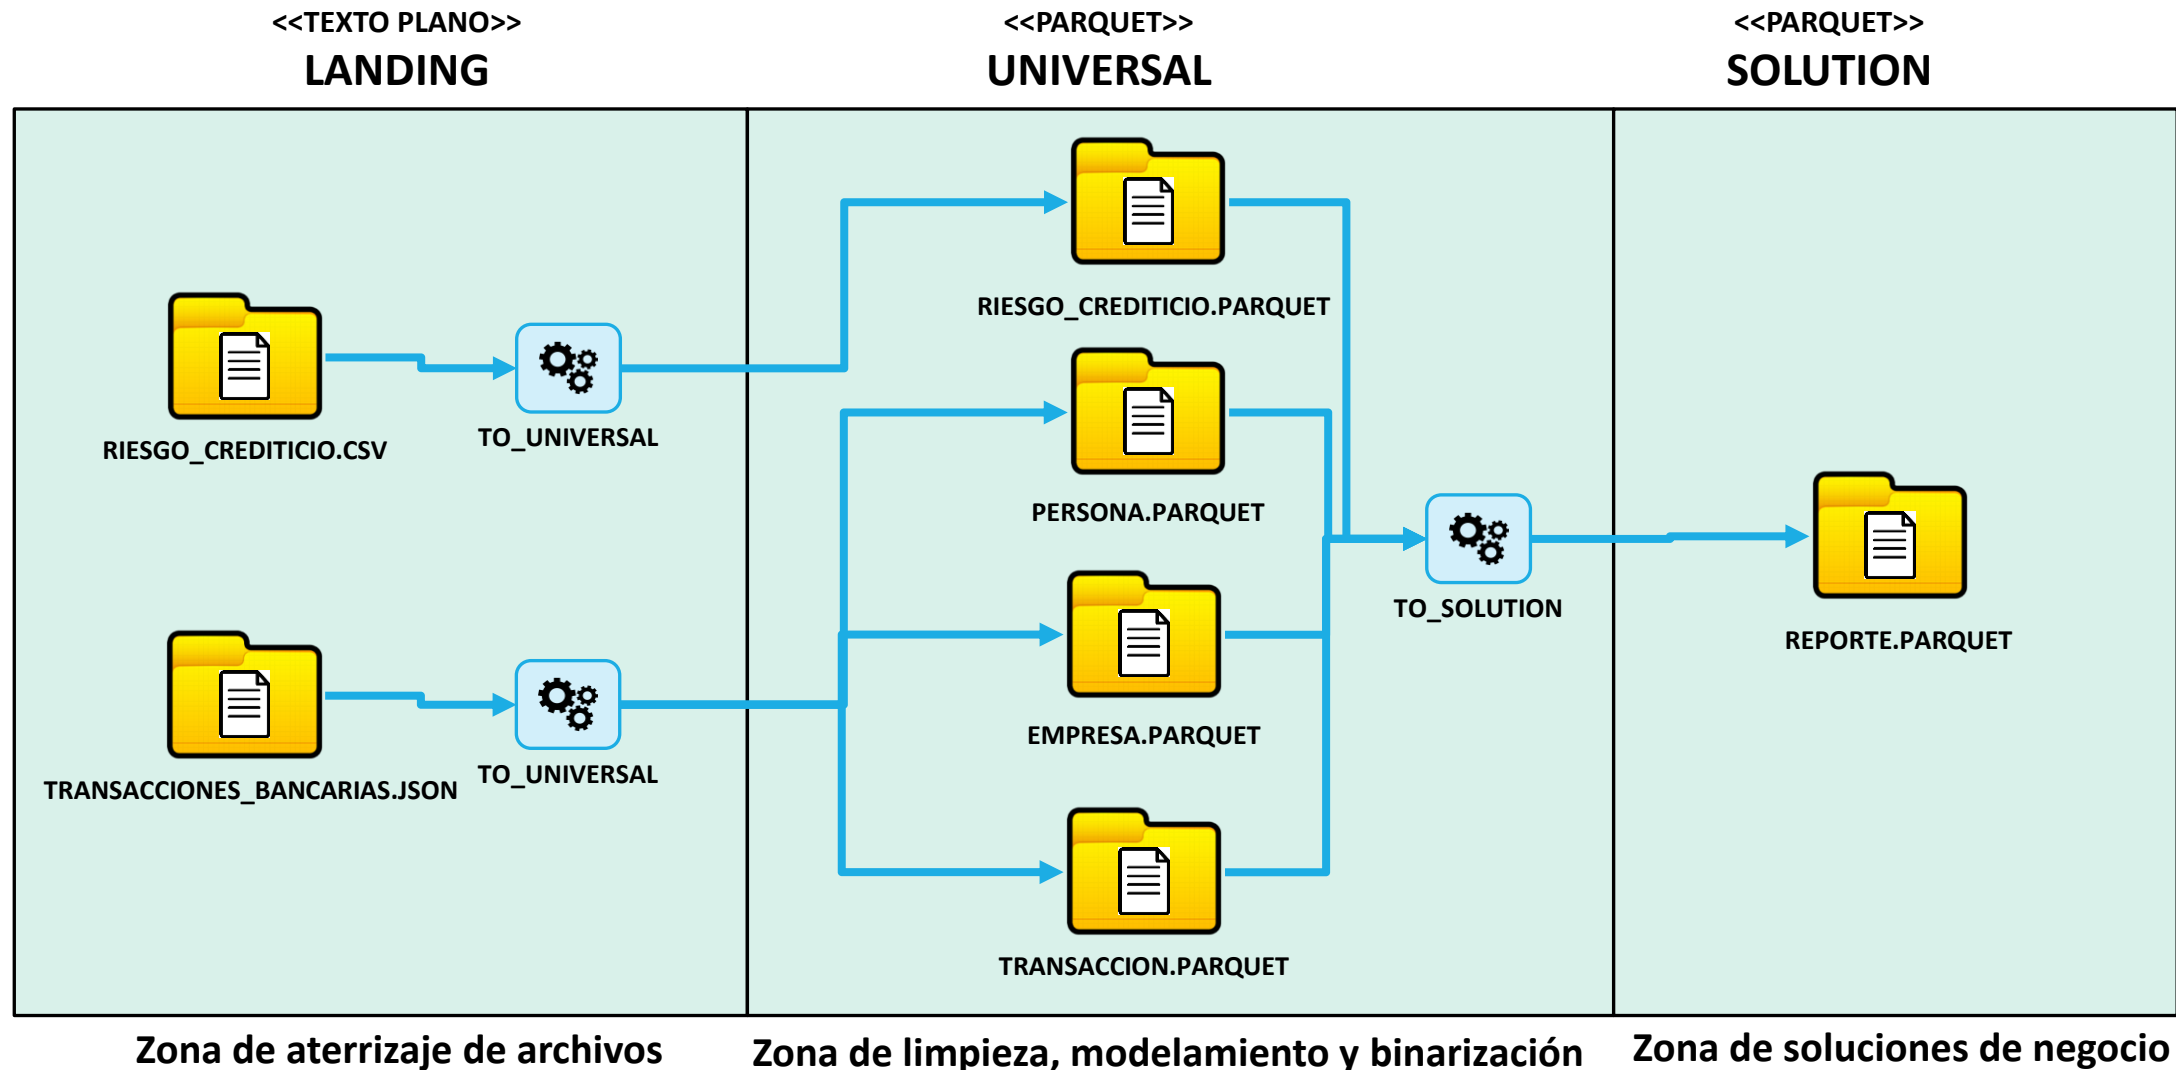 <<TEXTO PLANO>>
LANDING
<<PARQUET>>
UNIVERSAL
<<PARQUET>>
SOLUTION
RIESGO_CREDITICIO.CSV
TO_UNIVERSAL
TRANSACCIONES_BANCARIAS.JSON
TO_UNIVERSAL
RIESGO_CREDITICIO.PARQUET
PERSONA.PARQUET
EMPRESA.PARQUET
TRANSACCION.PARQUET
TO_SOLUTION
REPORTE.PARQUET
Zona de aterrizaje de archivos
Zona de limpieza, modelamiento y binarización
Zona de soluciones de negocio